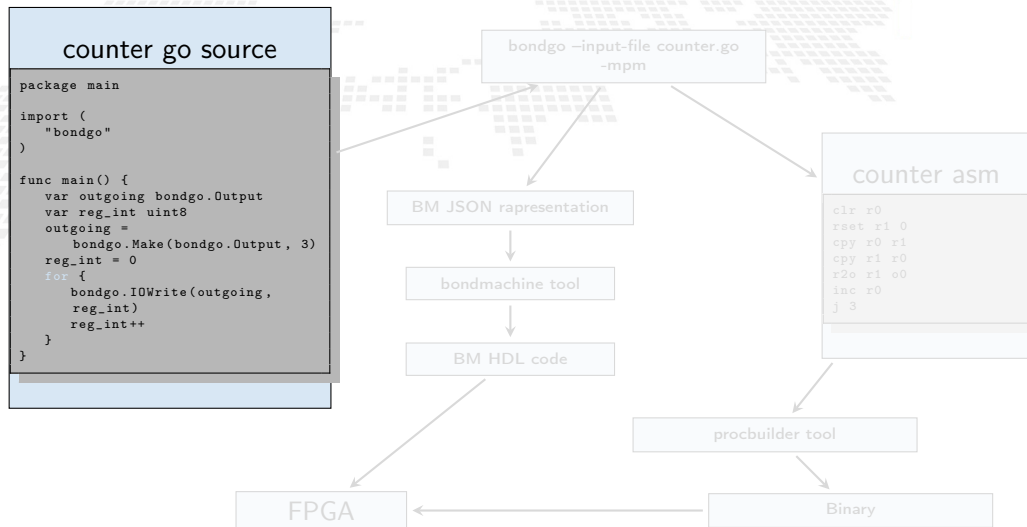 counter go source
package main
import (
"bondgo"
)
func main() {
var outgoing bondgo.Output
var reg_int uint8
outgoing =
bondgo.Make(bondgo.Output, 3)
reg_int = 0
for {
bondgo.IOWrite(outgoing,
reg_int)
reg_int++
}
}
bondgo –input-file counter.go
-mpm
BM JSON rapresentation
bondmachine tool
BM HDL code
FPGA
counter asm
clr r0
rset r1 0
cpy r0 r1
cpy r1 r0
r2o r1 o0
inc r0
j 3
procbuilder tool
Binary